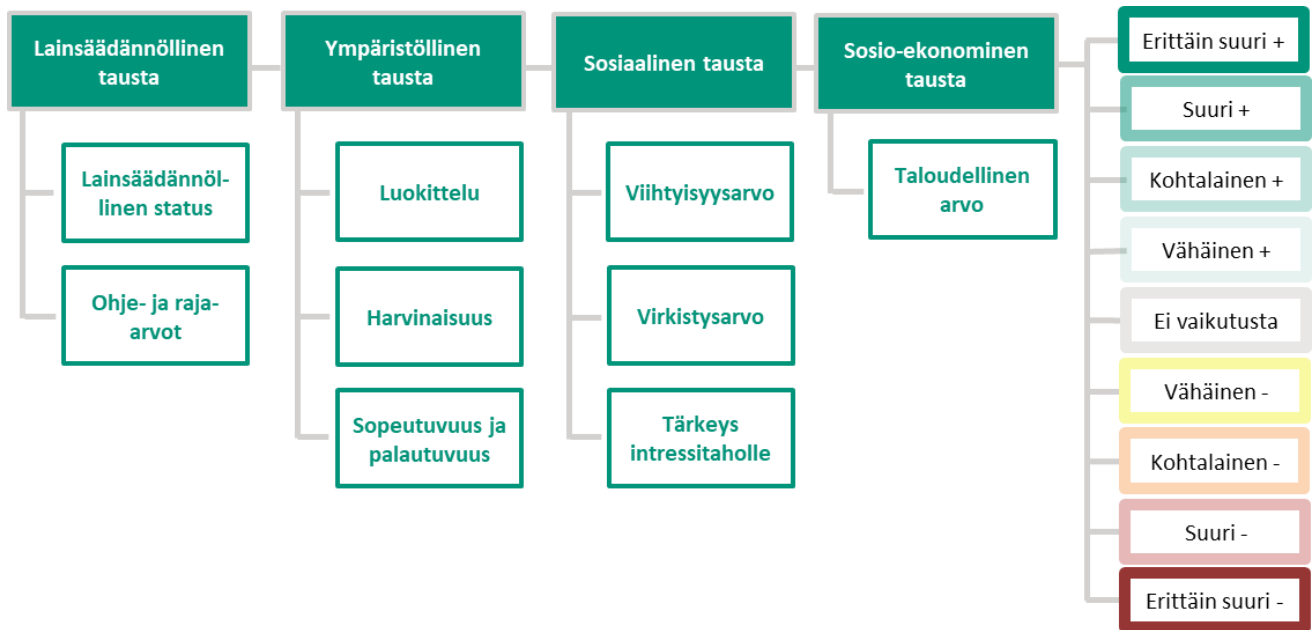 Lainsäädännöllinen
tausta
Lainsäädännöl-
linen status
Ohje- ja raja-
arvot
Ympäristöllinen
tausta
Luokittelu
Harvinaisuus
Sopeutuvuus ja
palautuvuus
Sosiaalinen tausta
Viihtyisyysarvo
Virkistysarvo
Tärkeys
intressitaholle
Sosio-ekonominen
tausta
Taloudellinen
arvo
Erittäin suuri +
Suuri +
Kohtalainen +
Vähäinen +
Ei vaikutusta
Vähäinen -
Kohtalainen -
Suuri -
Erittäin suuri -